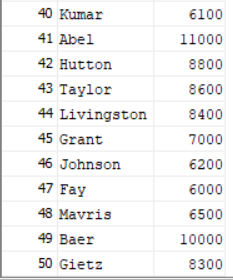 40 Kumar 6100
41 Abel 11000
42 Hutton 8800
43 Taylor 8600
44 Livingston 8400
45 Grant 7000
46 Johnson 6200
47 Fay 6000
48 Mavris 6500
49 Baer 10000
50 Gietz 8300